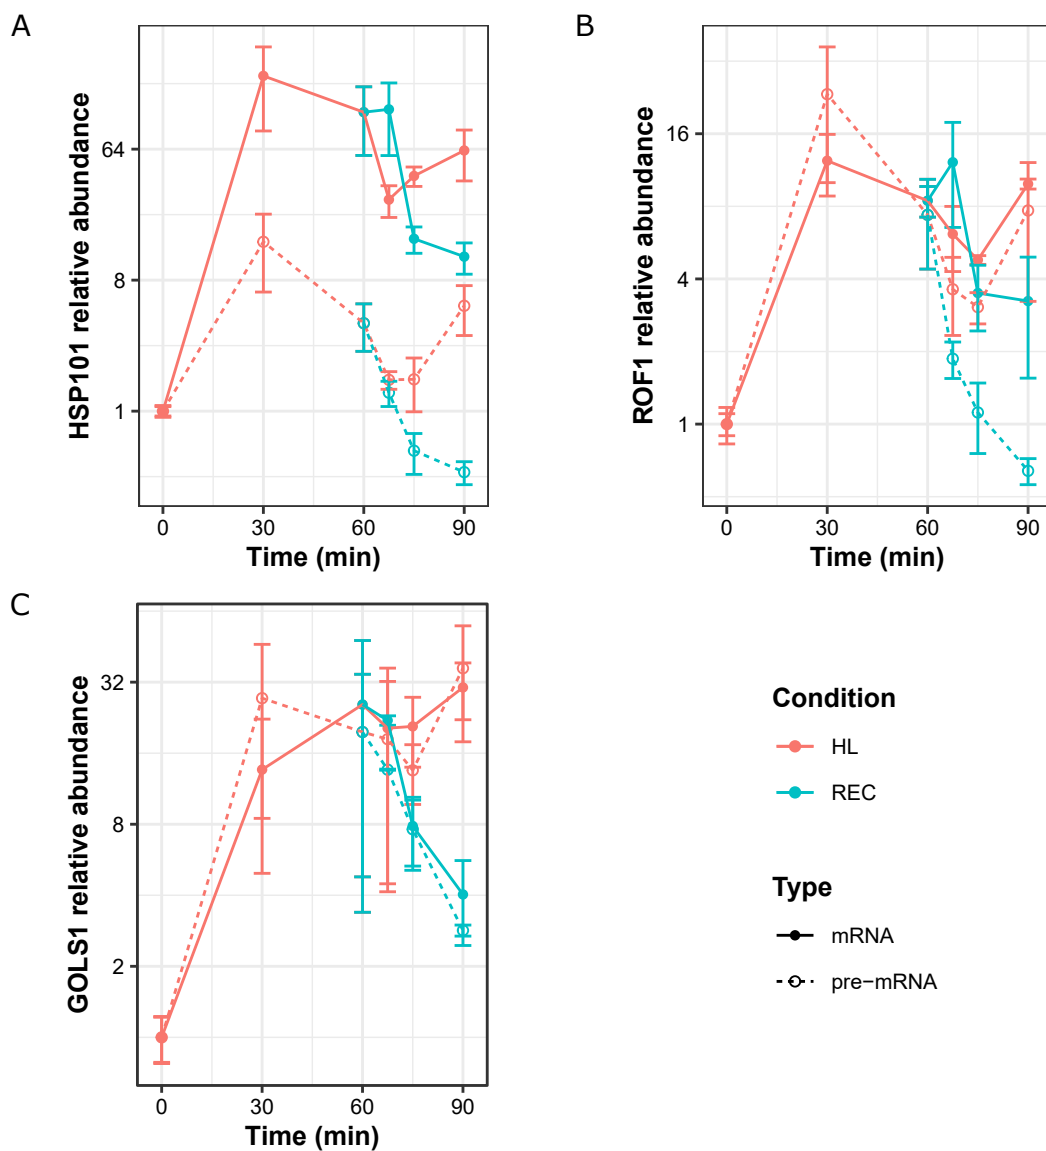 A
HSP101 relative abundance
64
8
1
0 30 60 90
Time (min)
B
ROF1 relative abundance
16
4
1
0 30 60 90
Time (min)
C
GOLS1 relative abundance
32
8
2
0 30 60 90
Time (min)
Condition
HL
REC
Type
mRNA
pre−mRNA